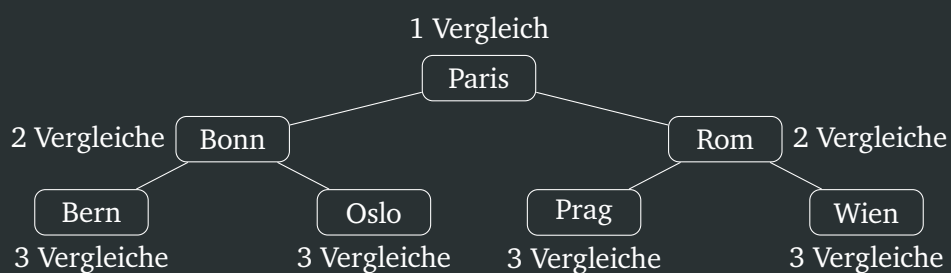 1 Vergleich
Paris
2 Vergleiche
Bonn
Rom
2 Vergleiche
Bern
Oslo
Prag
Wien
3 Vergleiche
3 Vergleiche
3 Vergleiche
3 Vergleiche